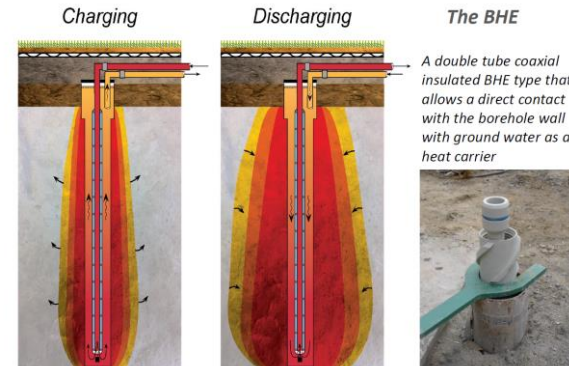 Charging
Discharging
The BHE
A double tube coaxial
insulated BHE type that
allows a direct contact
with the borehole wall
with ground water as a
heat carrier